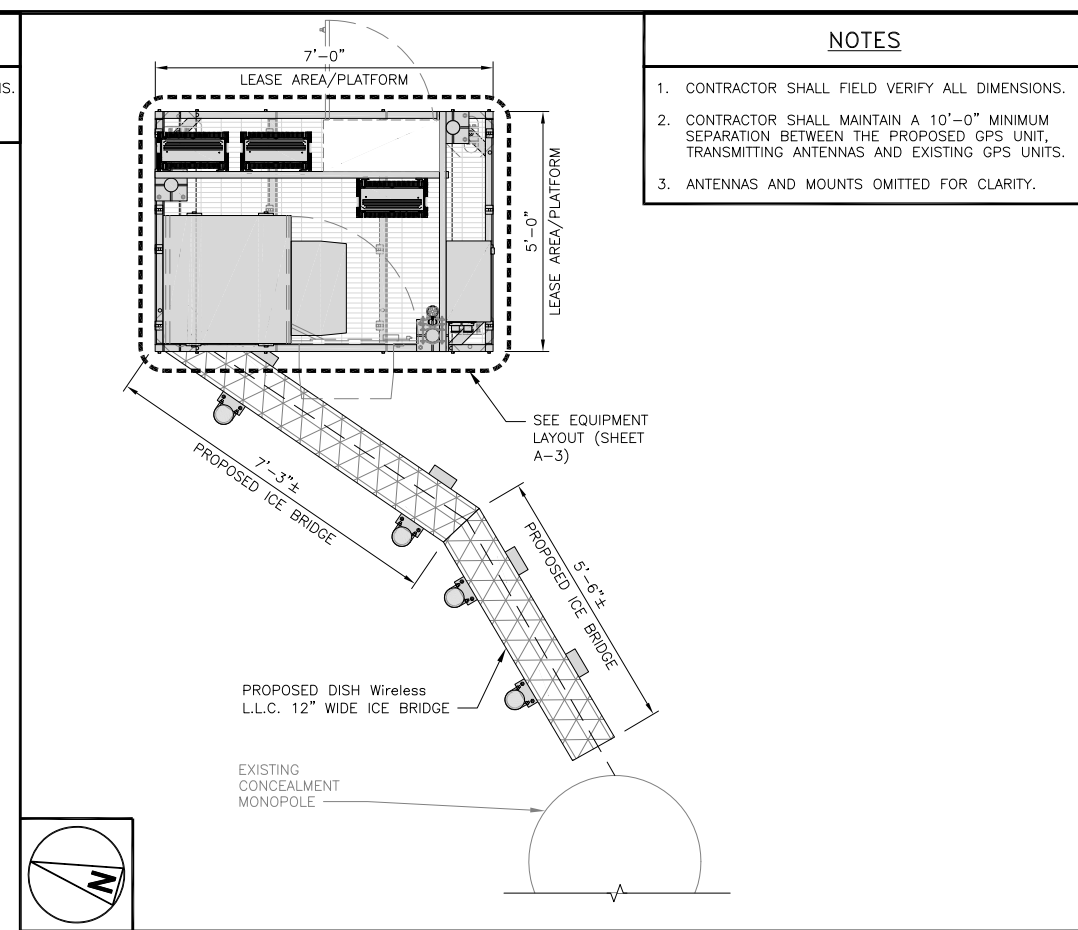 NS.
7'-0"
LEASE AREA/PLATFORM
5'-0"
LEASE AREA/PLATFORM
NOTES
1. CONTRACTOR SHALL FIELD VERIFY ALL DIMENSIONS.
2. CONTRACTOR SHALL MAINTAIN A 10'-0" MINIMUM
SEPARATION BETWEEN THE PROPOSED GPS UNIT,
TRANSMITTING ANTENNAS AND EXISTING GPS UNITS.
3. ANTENNAS AND MOUNTS OMITTED FOR CLARITY.
SEE EQUIPMENT
LAYOUT (SHEET
A-3)
7'-3"±
PROPOSED ICE BRIDGE
5'-6"±
PROPOSED ICE BRIDGE
PROPOSED DISH Wireless
L.L.C. 12" WIDE ICE BRIDGE
EXISTING
CONCEALMENT
MONOPOLE
N